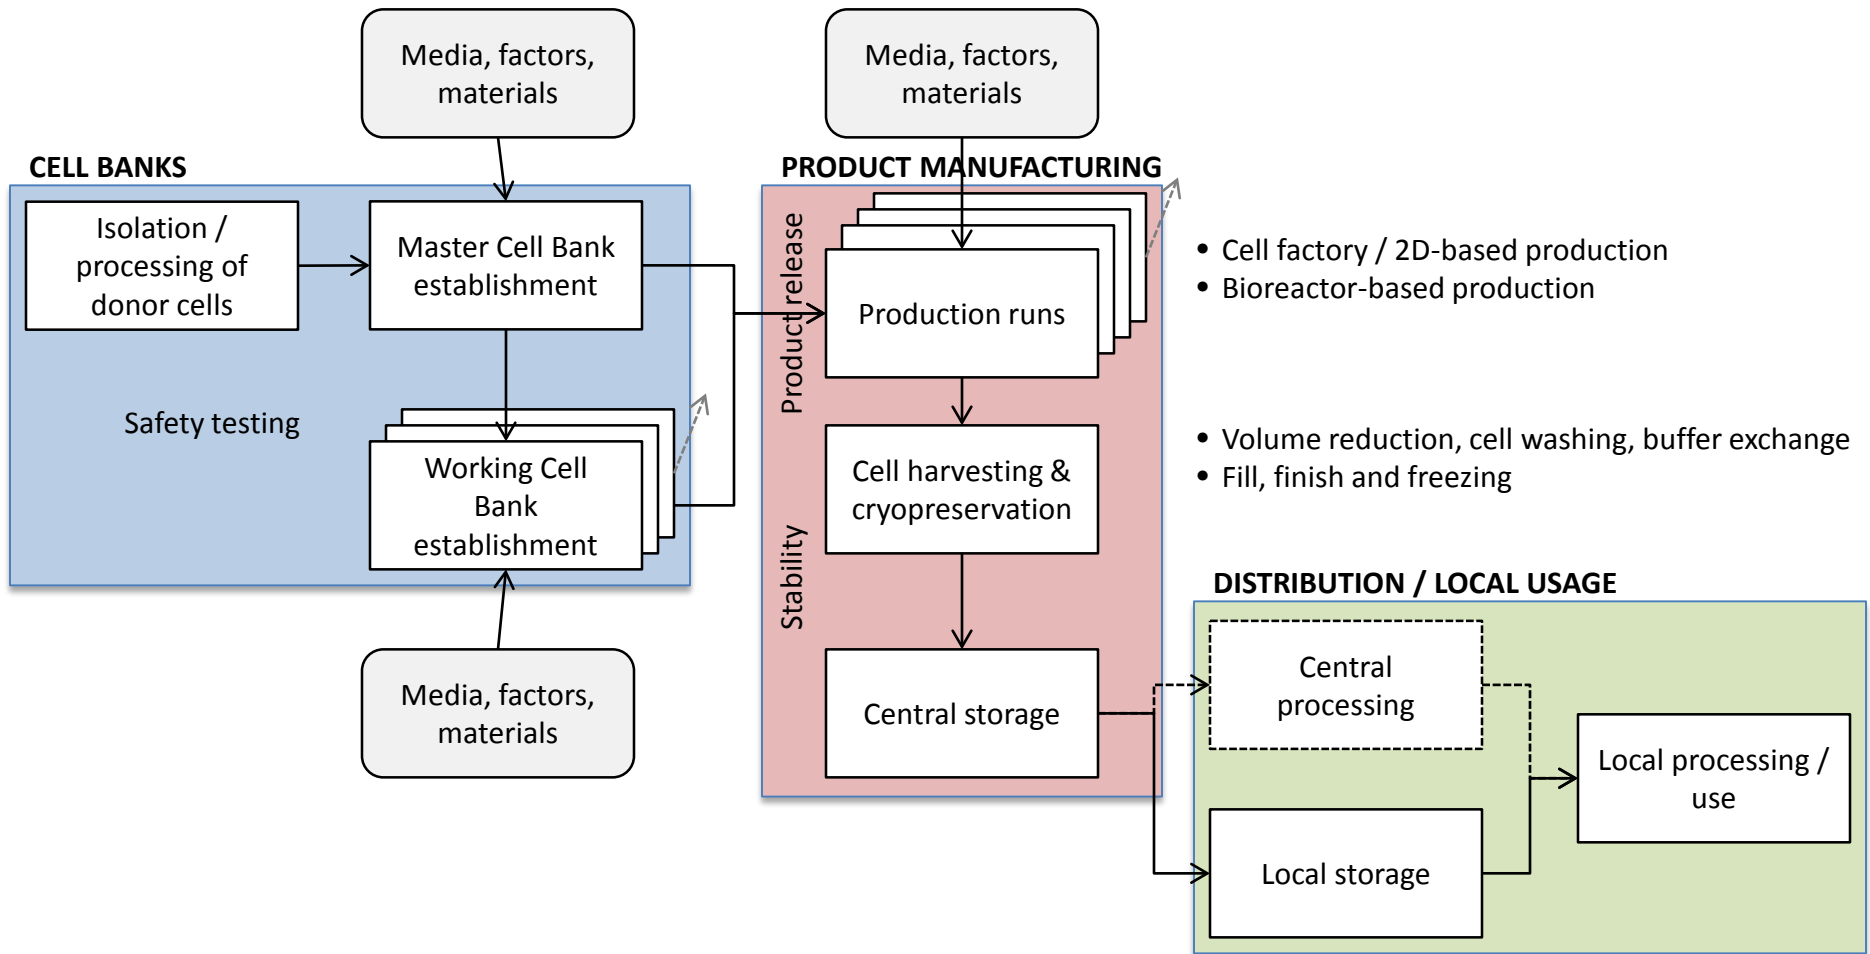 Media, factors,
materials
Media, factors,
materials
CELL BANKS
PRODUCT MANUFACTURING
Isolation /
processing of
donor cells
Master Cell Bank
establishment
Safety testing
Working Cell
Bank
establishment
Media, factors,
materials
Product release
Stability
Production runs
Cell harvesting &
cryopreservation
Central storage
• Cell factory / 2D-based production
• Bioreactor-based production
• Volume reduction, cell washing, buffer exchange
• Fill, finish and freezing
DISTRIBUTION / LOCAL USAGE
Central
processing
Local storage
Local processing /
use